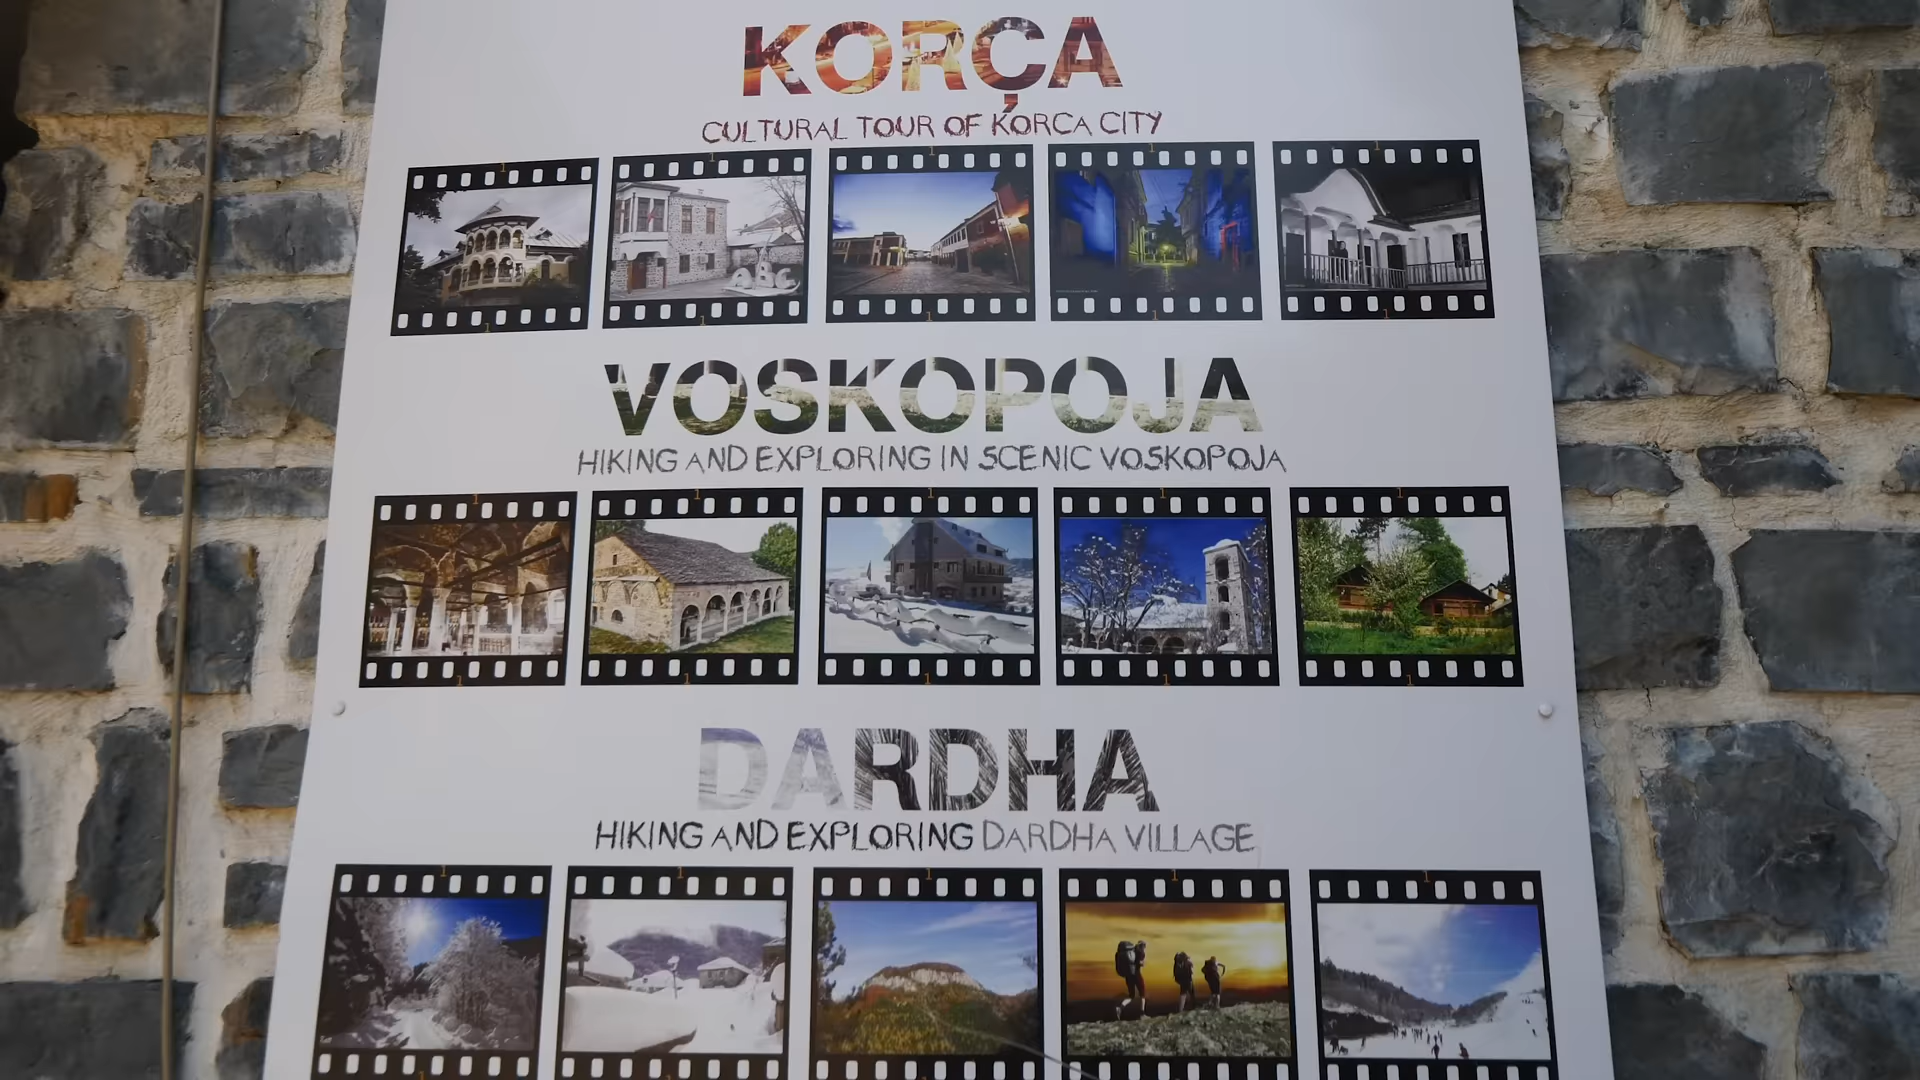 KORÇA
CULTURAL TOUR OF KORCA CITY
VOSKOPOJA
HIKING AND EXPLORING IN SCENIC VOSKOPOJA
DARDHA
HIKING AND EXPLORING DARDHA VILLAGE